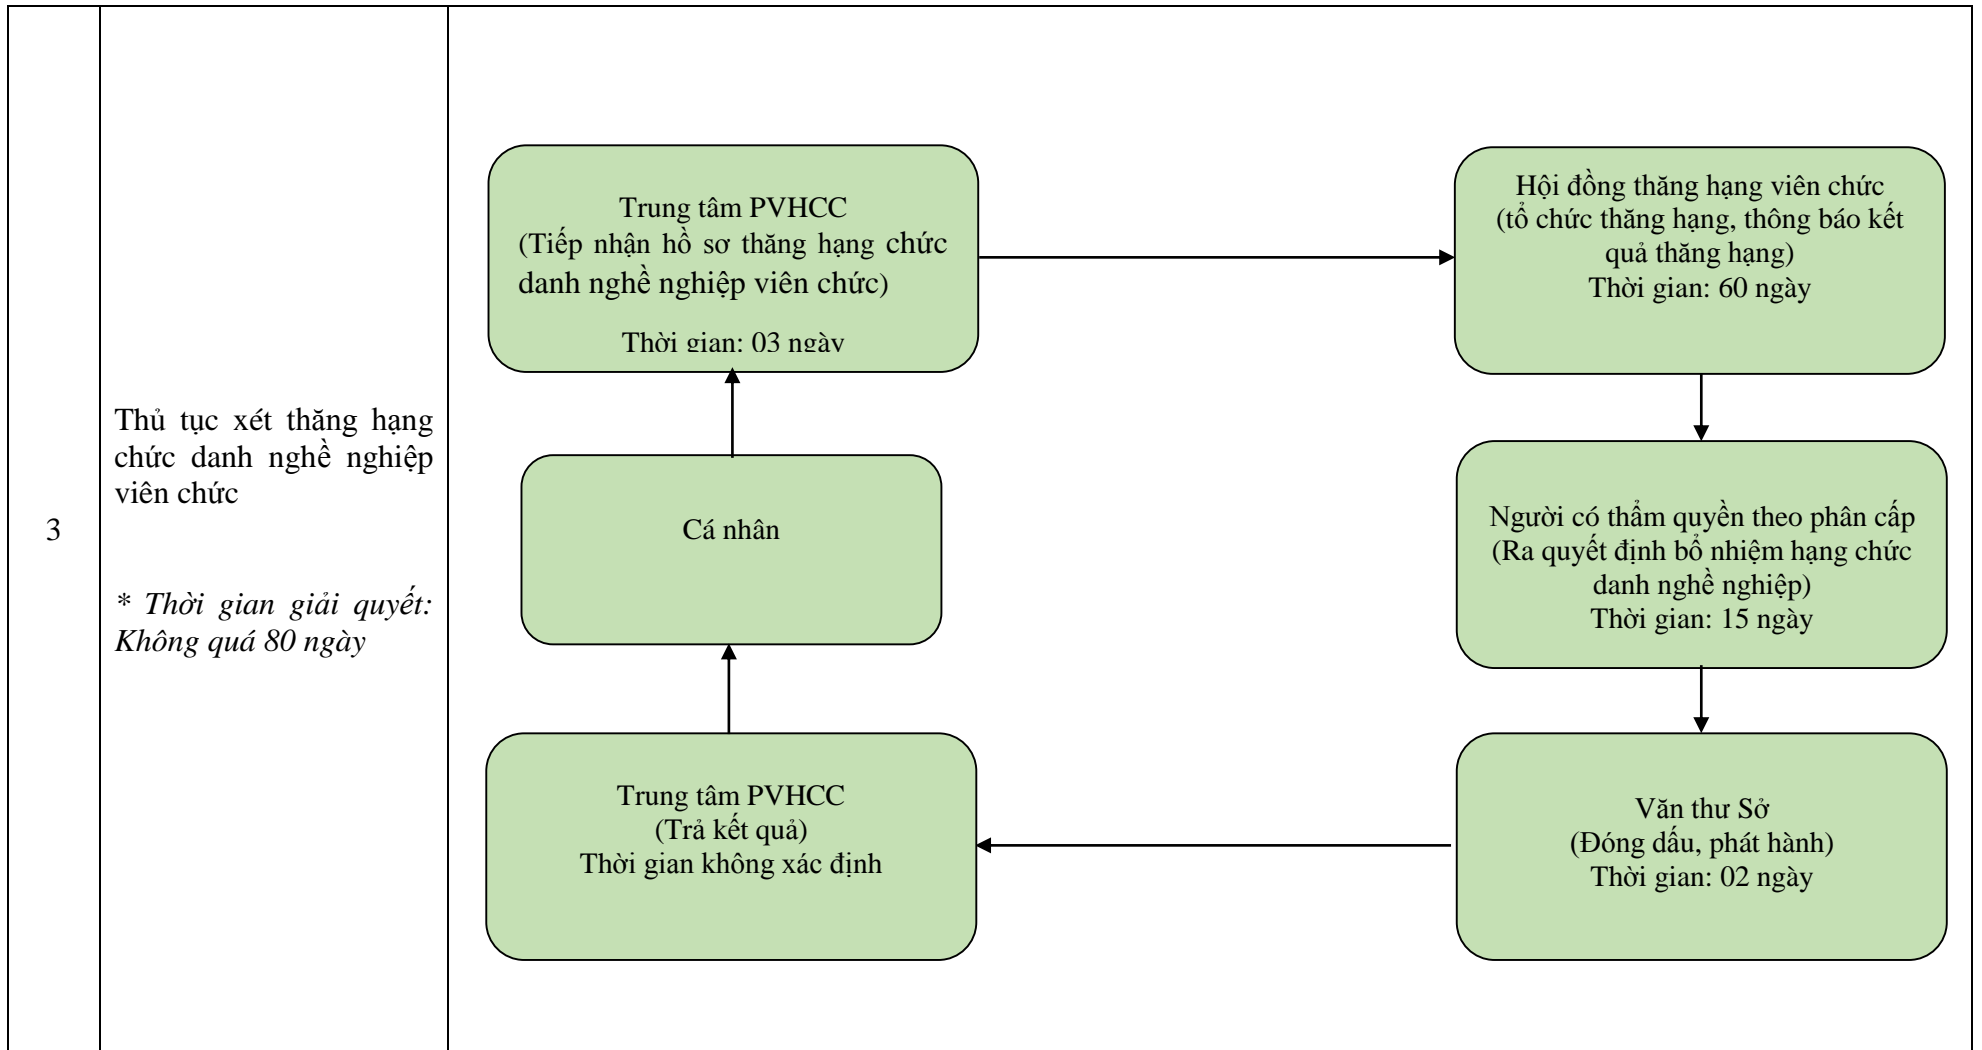 3
Thủ tục xét thăng hạng
chức danh nghề nghiệp
viên chức
* Thời gian giải quyết:
Không quá 80 ngày
Trung tâm PVHCC
(Tiếp nhận hồ sơ thăng hạng chức
danh nghề nghiệp viên chức)
Thời gian: 03 ngày
Hội đồng thăng hạng viên chức
(tổ chức thăng hạng, thông báo kết
quả thăng hạng)
Thời gian: 60 ngày
Cá nhân
Người có thẩm quyền theo phân cấp
(Ra quyết định bổ nhiệm hạng chức
danh nghề nghiệp)
Thời gian: 15 ngày
Trung tâm PVHCC
(Trả kết quả)
Thời gian không xác định
Văn thư Sở
(Đóng dấu, phát hành)
Thời gian: 02 ngày